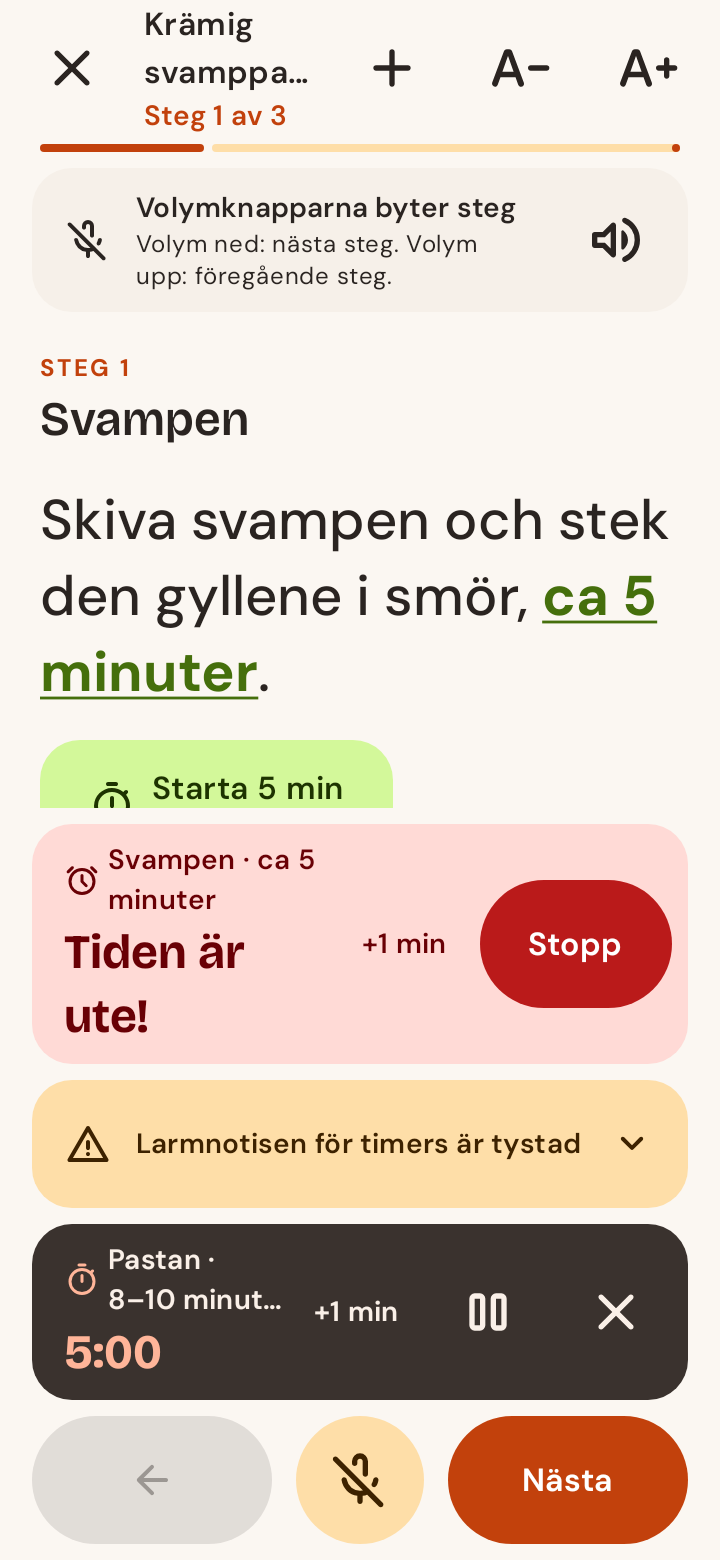 Krämig
svamppa…
Steg 1 av 3
A−
A+
Volymknapparna byter steg
Volym ned: nästa steg. Volym
upp: föregående steg.
STEG 1
Svampen
Skiva svampen och stek
den gyllene i smör, ca 5
minuter.
Starta 5 min
Svampen · ca 5
minuter
Tiden är
ute!
+1 min
Stopp
Larmnotisen för timers är tystad
Pastan ·
8–10 minut…
5:00
+1 min
Nästa